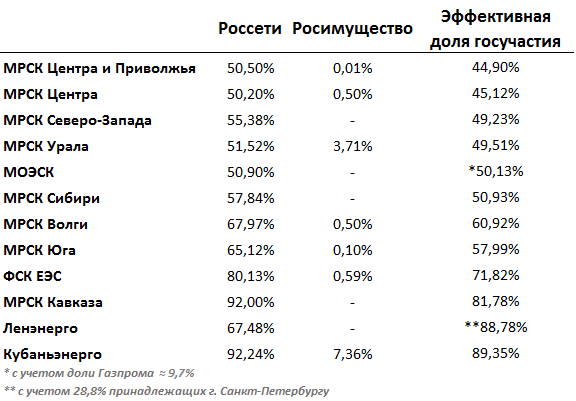 Россети Росимущество Эффективная
доля госучастия
МРСК Центра и Приволжья 50,50% 0,01% 44,90%
МРСК Центра 50,20% 0,50% 45,12%
МРСК Северо-Запада 55,38% - 49,23%
МРСК Урала 51,52% 3,71% 49,51%
МОЭСК 50,90% - *50,13%
МРСК Сибири 57,84% - 50,93%
МРСК Волги 67,97% 0,50% 60,92%
МРСК Юга 65,12% 0,10% 57,99%
ФСК ЕЭС 80,13% 0,59% 71,82%
МРСК Кавказа 92,00% - 81,78%
Ленэнерго 67,48% - **88,78%
Кубаньэнерго 92,24% 7,36% 89,35%
* с учетом доли Газпрома ≈ 9,7%
** с учетом 28,8% принадлежащих г. Санкт-Петербургу